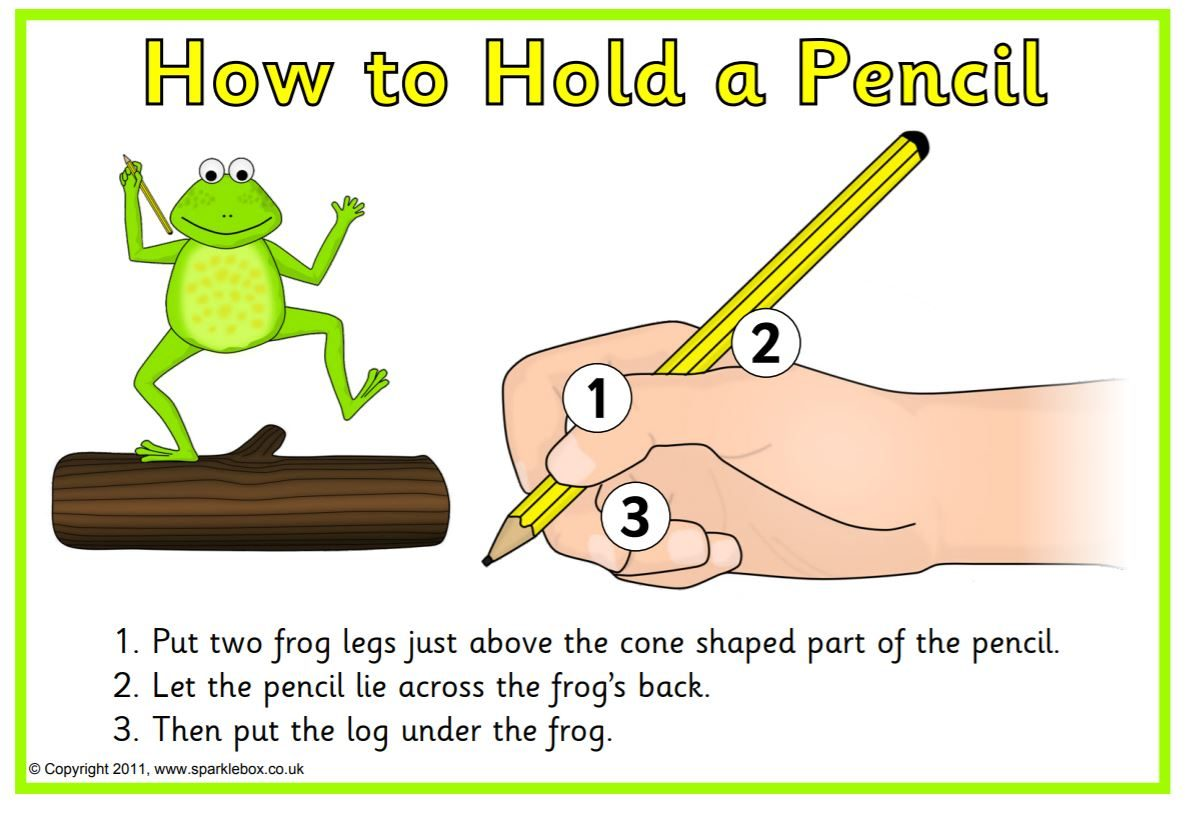 How to Hold a Pencil
1
2
3
1. Put two frog legs just above the cone shaped part of the pencil.
2. Let the pencil lie across the frog’s back.
3. Then put the log under the frog.
© Copyright 2011, www.sparklebox.co.uk